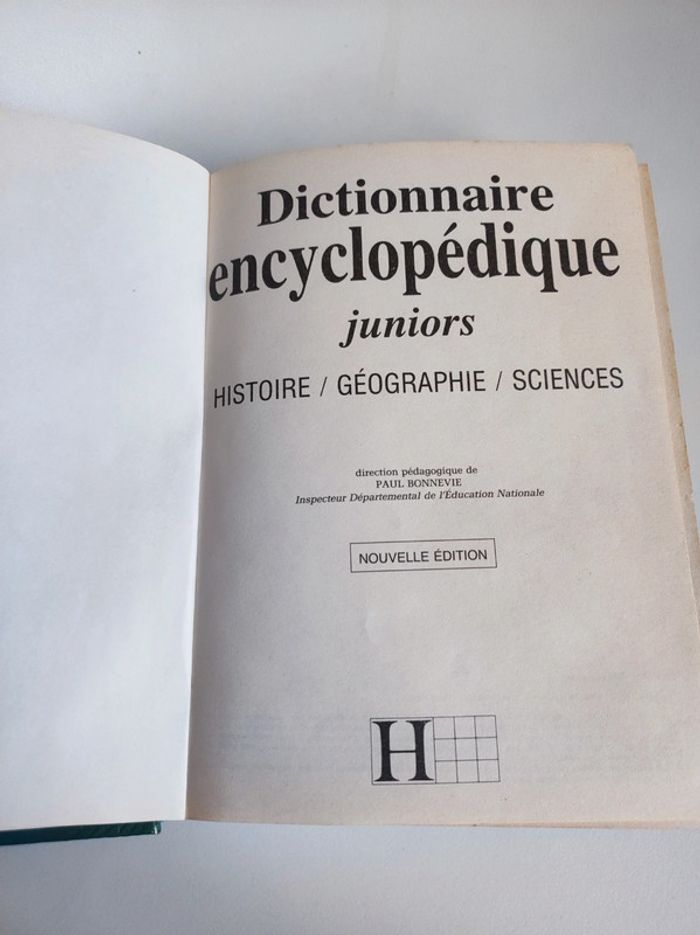 Dictionnaire
encyclopédique
juniors
HISTOIRE / GÉOGRAPHIE / SCIENCES
direction pédagogique de
PAUL BONNEVIE
Inspecteur Départemental de l'Éducation Nationale
NOUVELLE ÉDITION
H